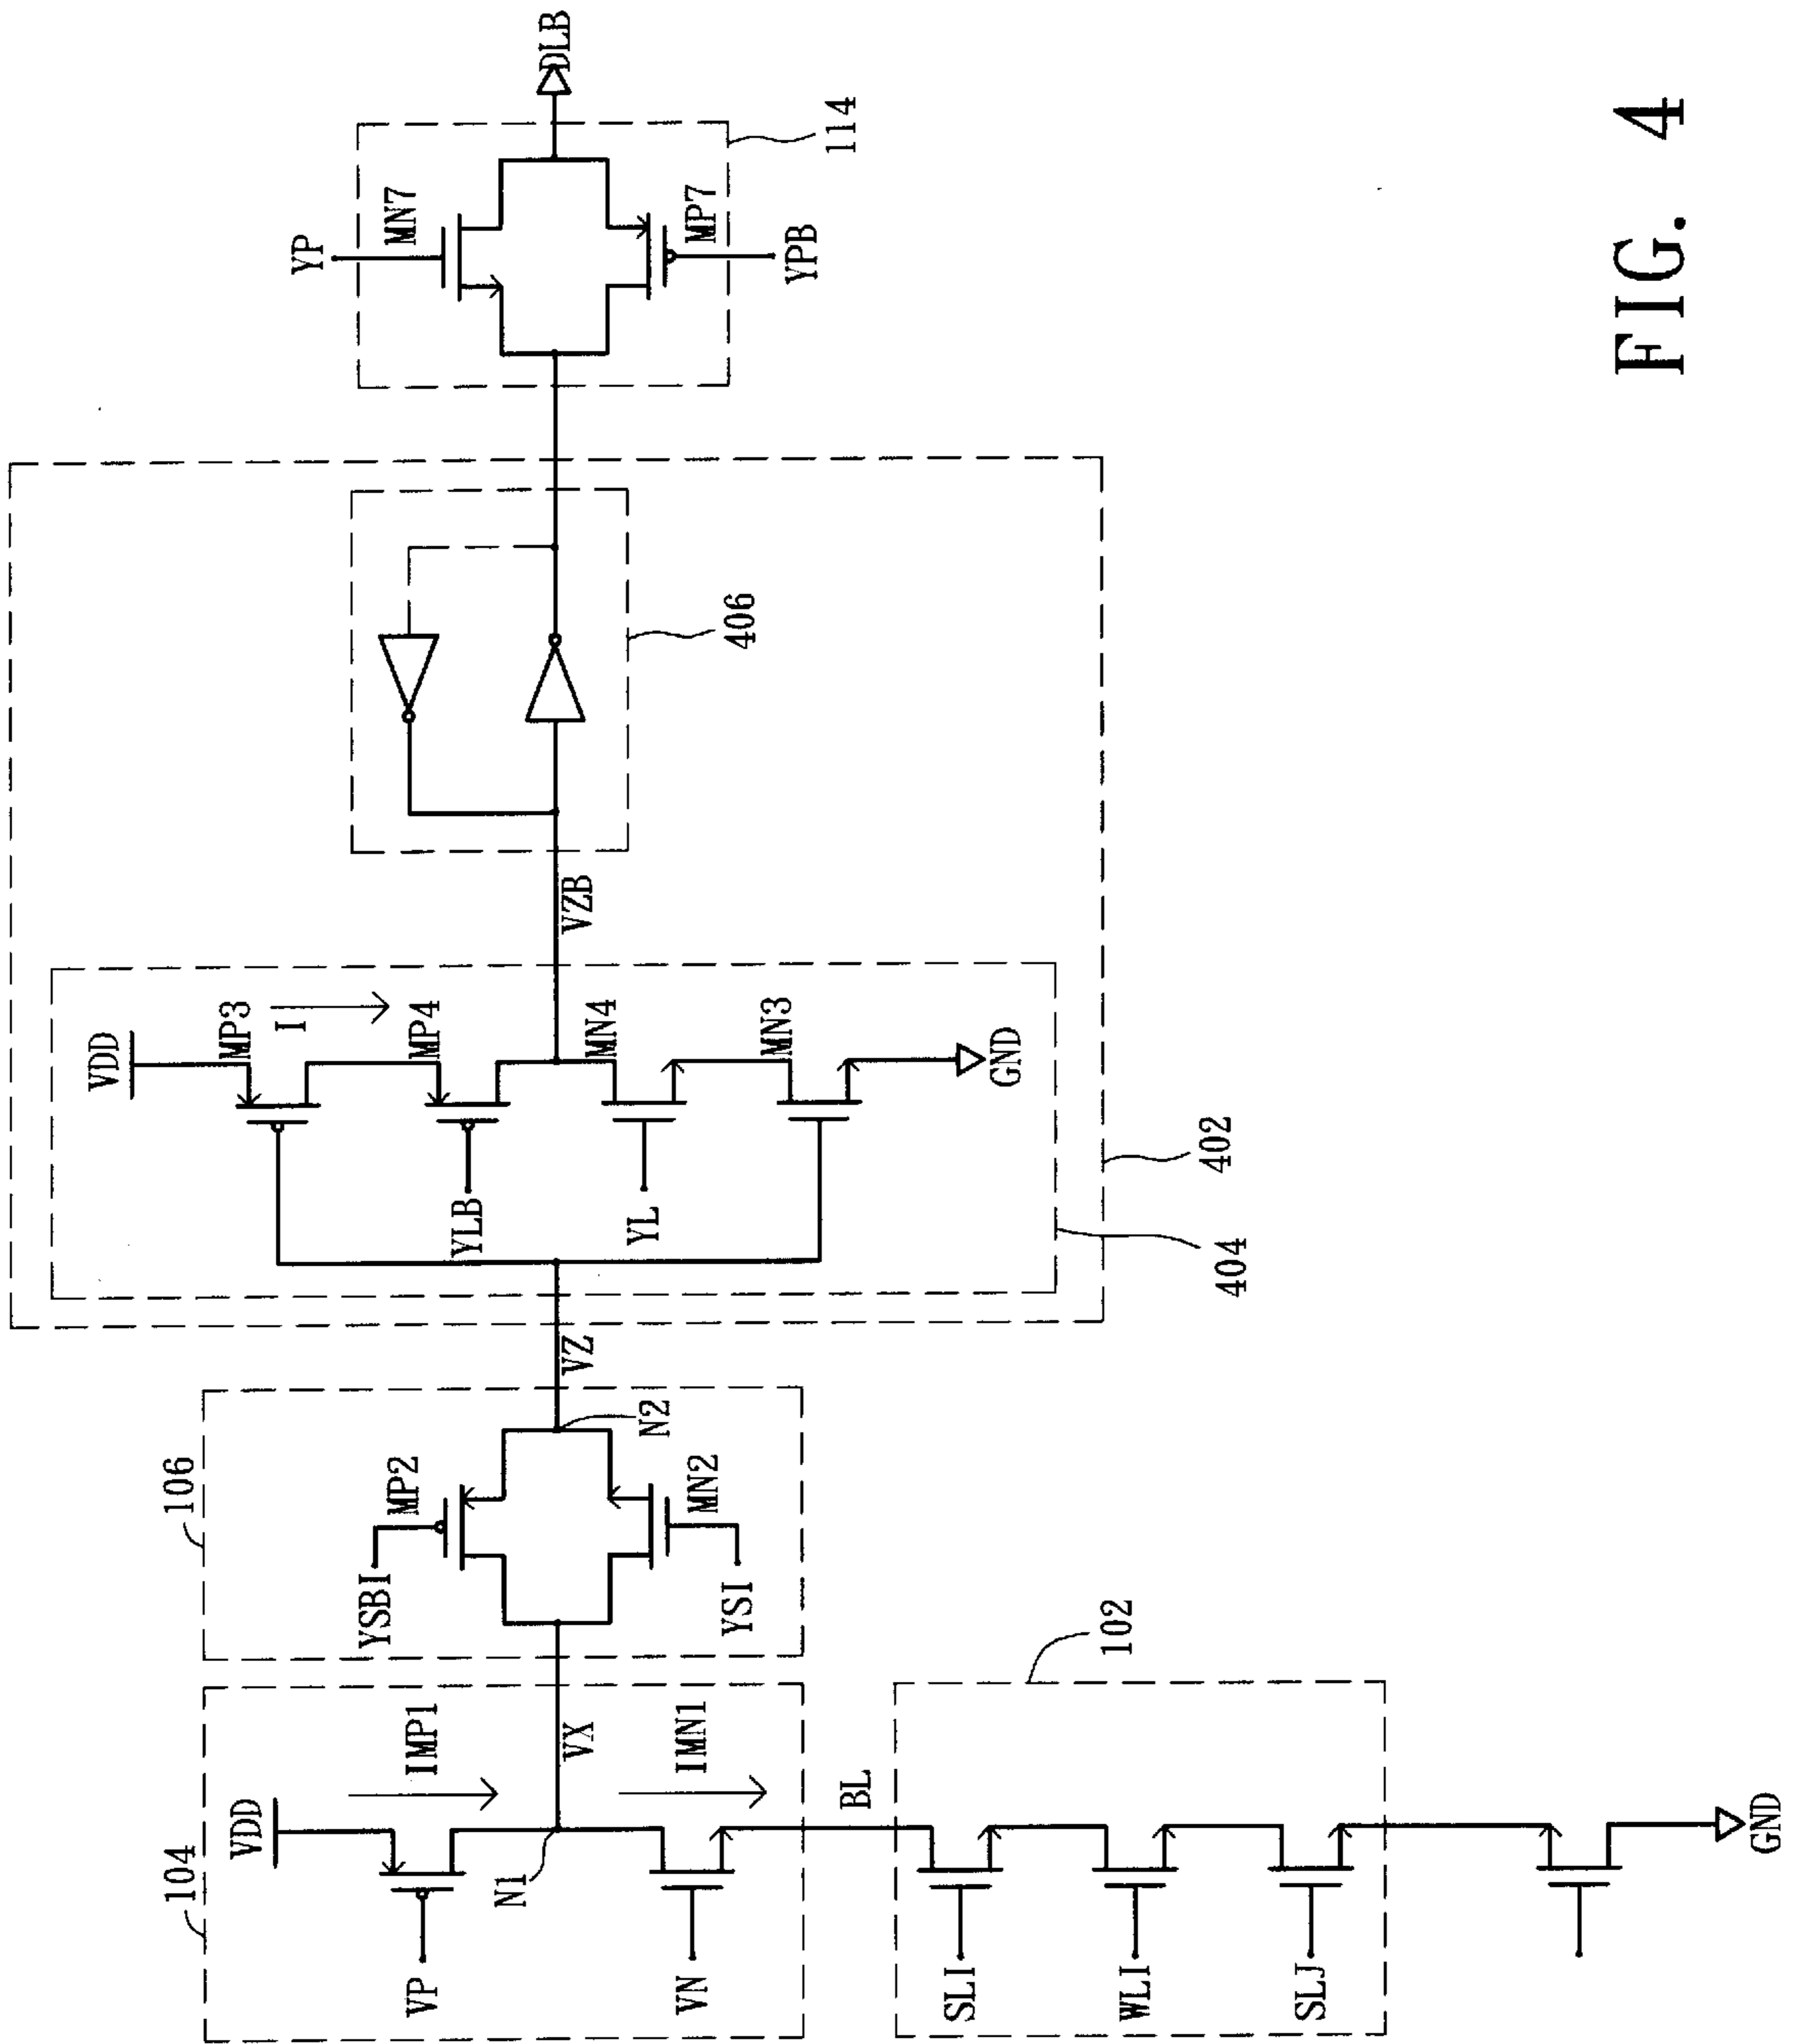 104
VDD
VP
IMP1
N1
VX
IMN1
VN
BL
102
SLI
WLI
SLJ
GND
106
YSBI
MP2
N2
MN2
YSI
VZ
VDD
MP3
I
MP4
YLB
VZB
MN4
YL
MN3
GND
404
402
406
YP
MN7
DLB
MP7
YPB
114
FIG. 4